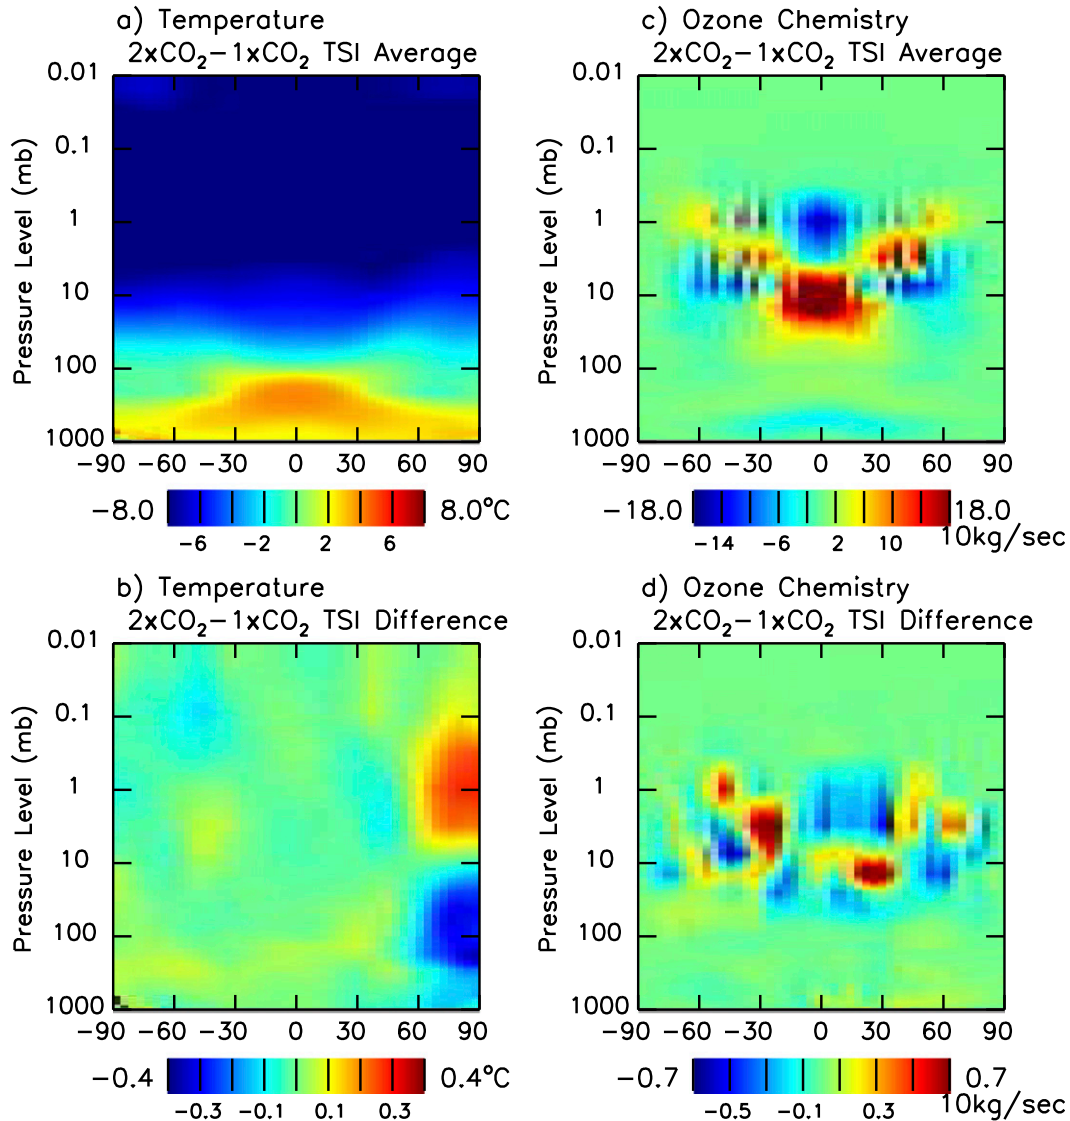 a) Temperature
2xCO₂−1xCO₂ TSI Average
0.01
0.1
1
10
100
1000
Pressure Level (mb)
−90 −60 −30 0 30 60 90
−8.0 8.0°C
−6 −2 2 6
c) Ozone Chemistry
2xCO₂−1xCO₂ TSI Average
0.01
0.1
1
10
100
1000
Pressure Level (mb)
−90 −60 −30 0 30 60 90
−18.0 18.0
−14 −6 2 10 10kg/sec
b) Temperature
2xCO₂−1xCO₂ TSI Difference
0.01
0.1
1
10
100
1000
Pressure Level (mb)
−90 −60 −30 0 30 60 90
−0.4 0.4°C
−0.3 −0.1 0.1 0.3
d) Ozone Chemistry
2xCO₂−1xCO₂ TSI Difference
0.01
0.1
1
10
100
1000
Pressure Level (mb)
−90 −60 −30 0 30 60 90
−0.7 0.7
−0.5 −0.1 0.3 10kg/sec